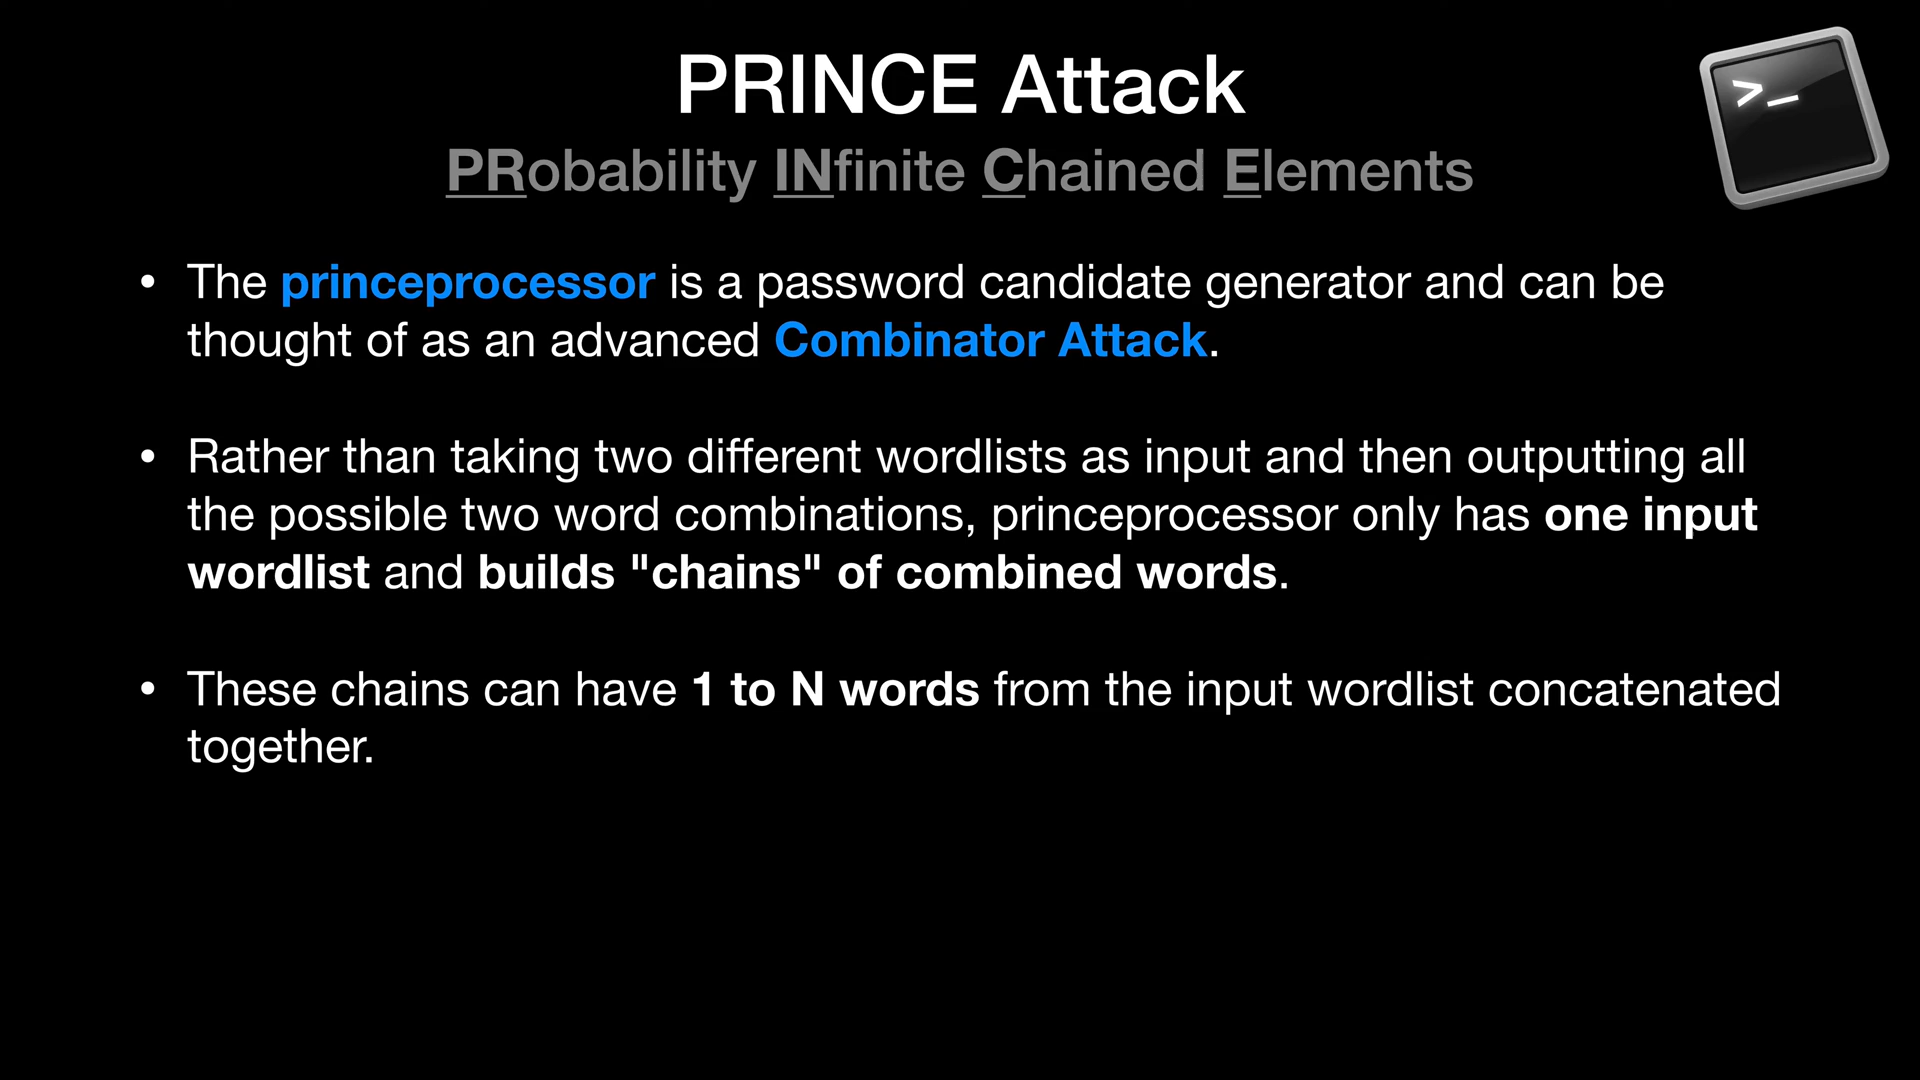 PRINCE Attack
PRobability INfinite Chained Elements
>_
• The princeprocessor is a password candidate generator and can be
thought of as an advanced Combinator Attack.
• Rather than taking two different wordlists as input and then outputting all
the possible two word combinations, princeprocessor only has one input
wordlist and builds "chains" of combined words.
• These chains can have 1 to N words from the input wordlist concatenated
together.